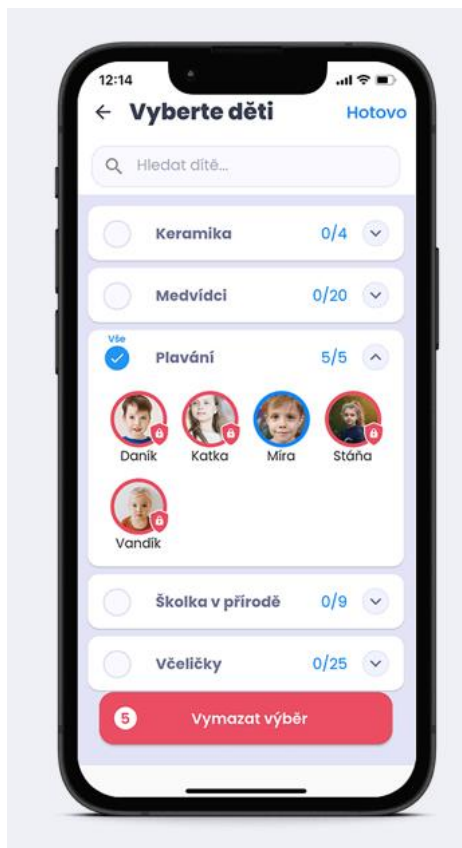 12:14
Vyberte děti Hotovo
Hledat dítě...
Keramika 0/4
Medvídci 0/20
Vše
Plavání 5/5
Daník Katka Míra Stáňa
Vandík
Školka v přírodě 0/9
Včeličky 0/25
5 Vymazat výběr